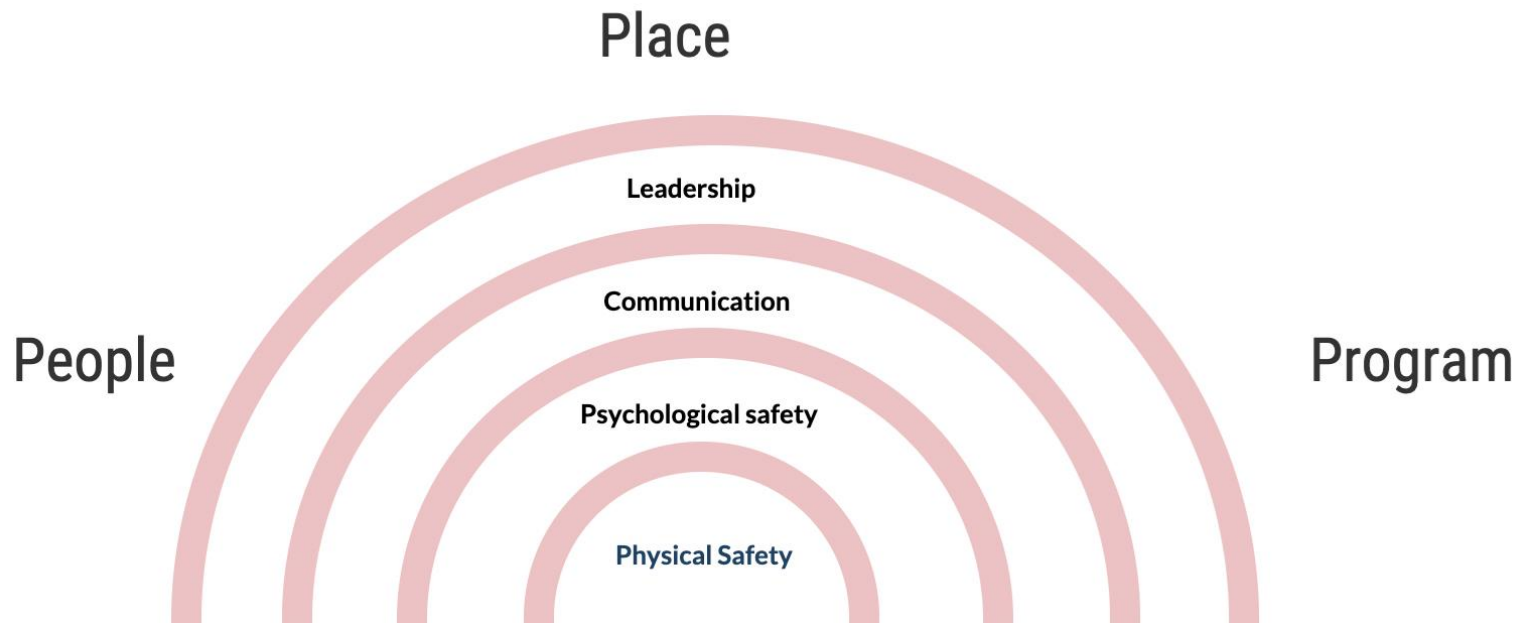 Place
Leadership
Communication
People
Program
Psychological safety
Physical Safety